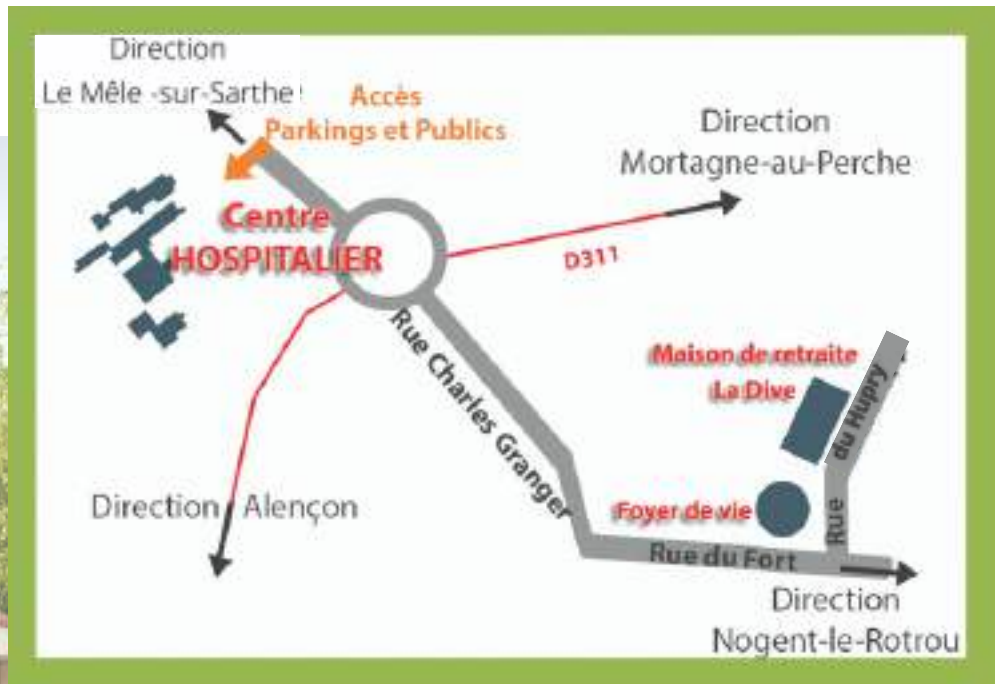 Direction
Le Mêle -sur-Sarthe
Accès
Parkings et Publics
Direction
Mortagne-au-Perche
Centre
HOSPITALIER
D311
Rue Charles Granger
Maison de retraite
La Dive
Rue du Hupry
Direction Alençon
Foyer de vie
Rue du Fort
Direction
Nogent-le-Rotrou